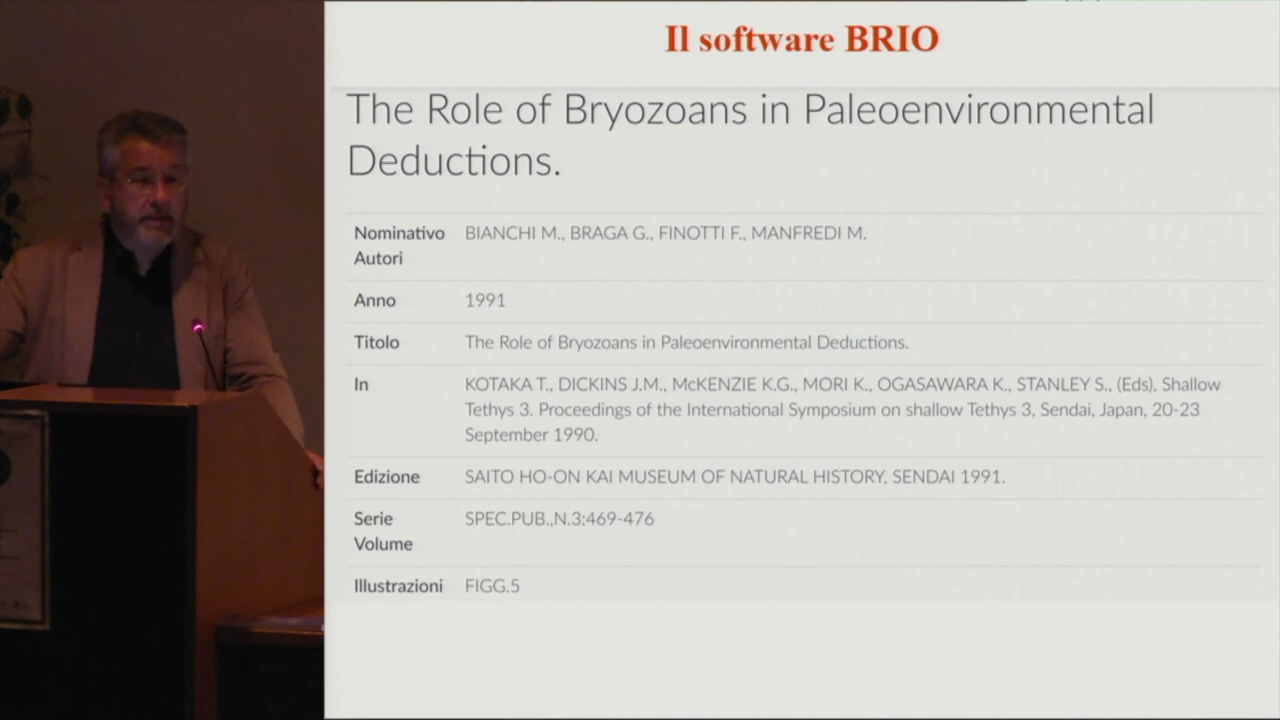 Il software BRIO
The Role of Bryozoans in Paleoenvironmental
Deductions.
Nominativo Autori BIANCHI M., BRAGA G., FINOTTI F., MANFREDI M.
Anno 1991
Titolo The Role of Bryozoans in Paleoenvironmental Deductions.
In KOTAKA T., DICKINS J.M., McKENZIE K.G., MORI K., OGASAWARA K., STANLEY S., (Eds), Shallow
Tethys 3. Proceedings of the International Symposium on shallow Tethys 3, Sendai, Japan, 20-23
September 1990.
Edizione SAITO HO-ON KAI MUSEUM OF NATURAL HISTORY, SENDAI 1991.
Serie Volume SPEC.PUB.,N.3:469-476
Illustrazioni FIGG.5